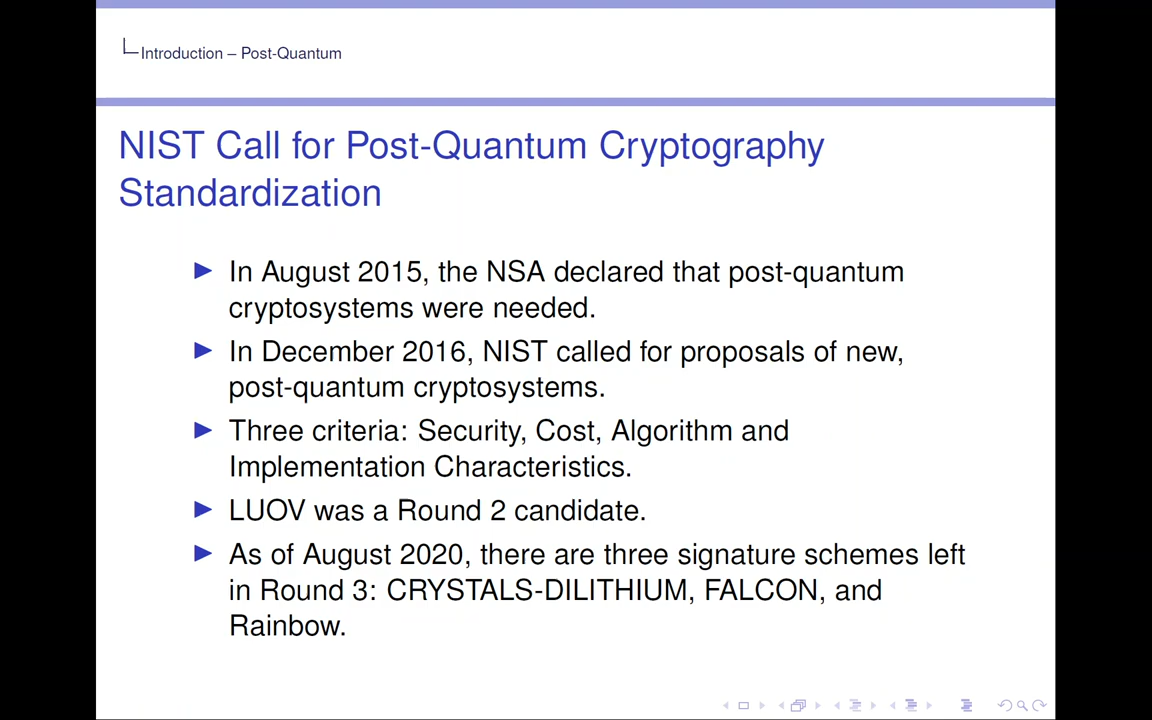 Introduction – Post-Quantum
NIST Call for Post-Quantum Cryptography
Standardization
In August 2015, the NSA declared that post-quantum
cryptosystems were needed.
In December 2016, NIST called for proposals of new,
post-quantum cryptosystems.
Three criteria: Security, Cost, Algorithm and
Implementation Characteristics.
LUOV was a Round 2 candidate.
As of August 2020, there are three signature schemes left
in Round 3: CRYSTALS-DILITHIUM, FALCON, and
Rainbow.